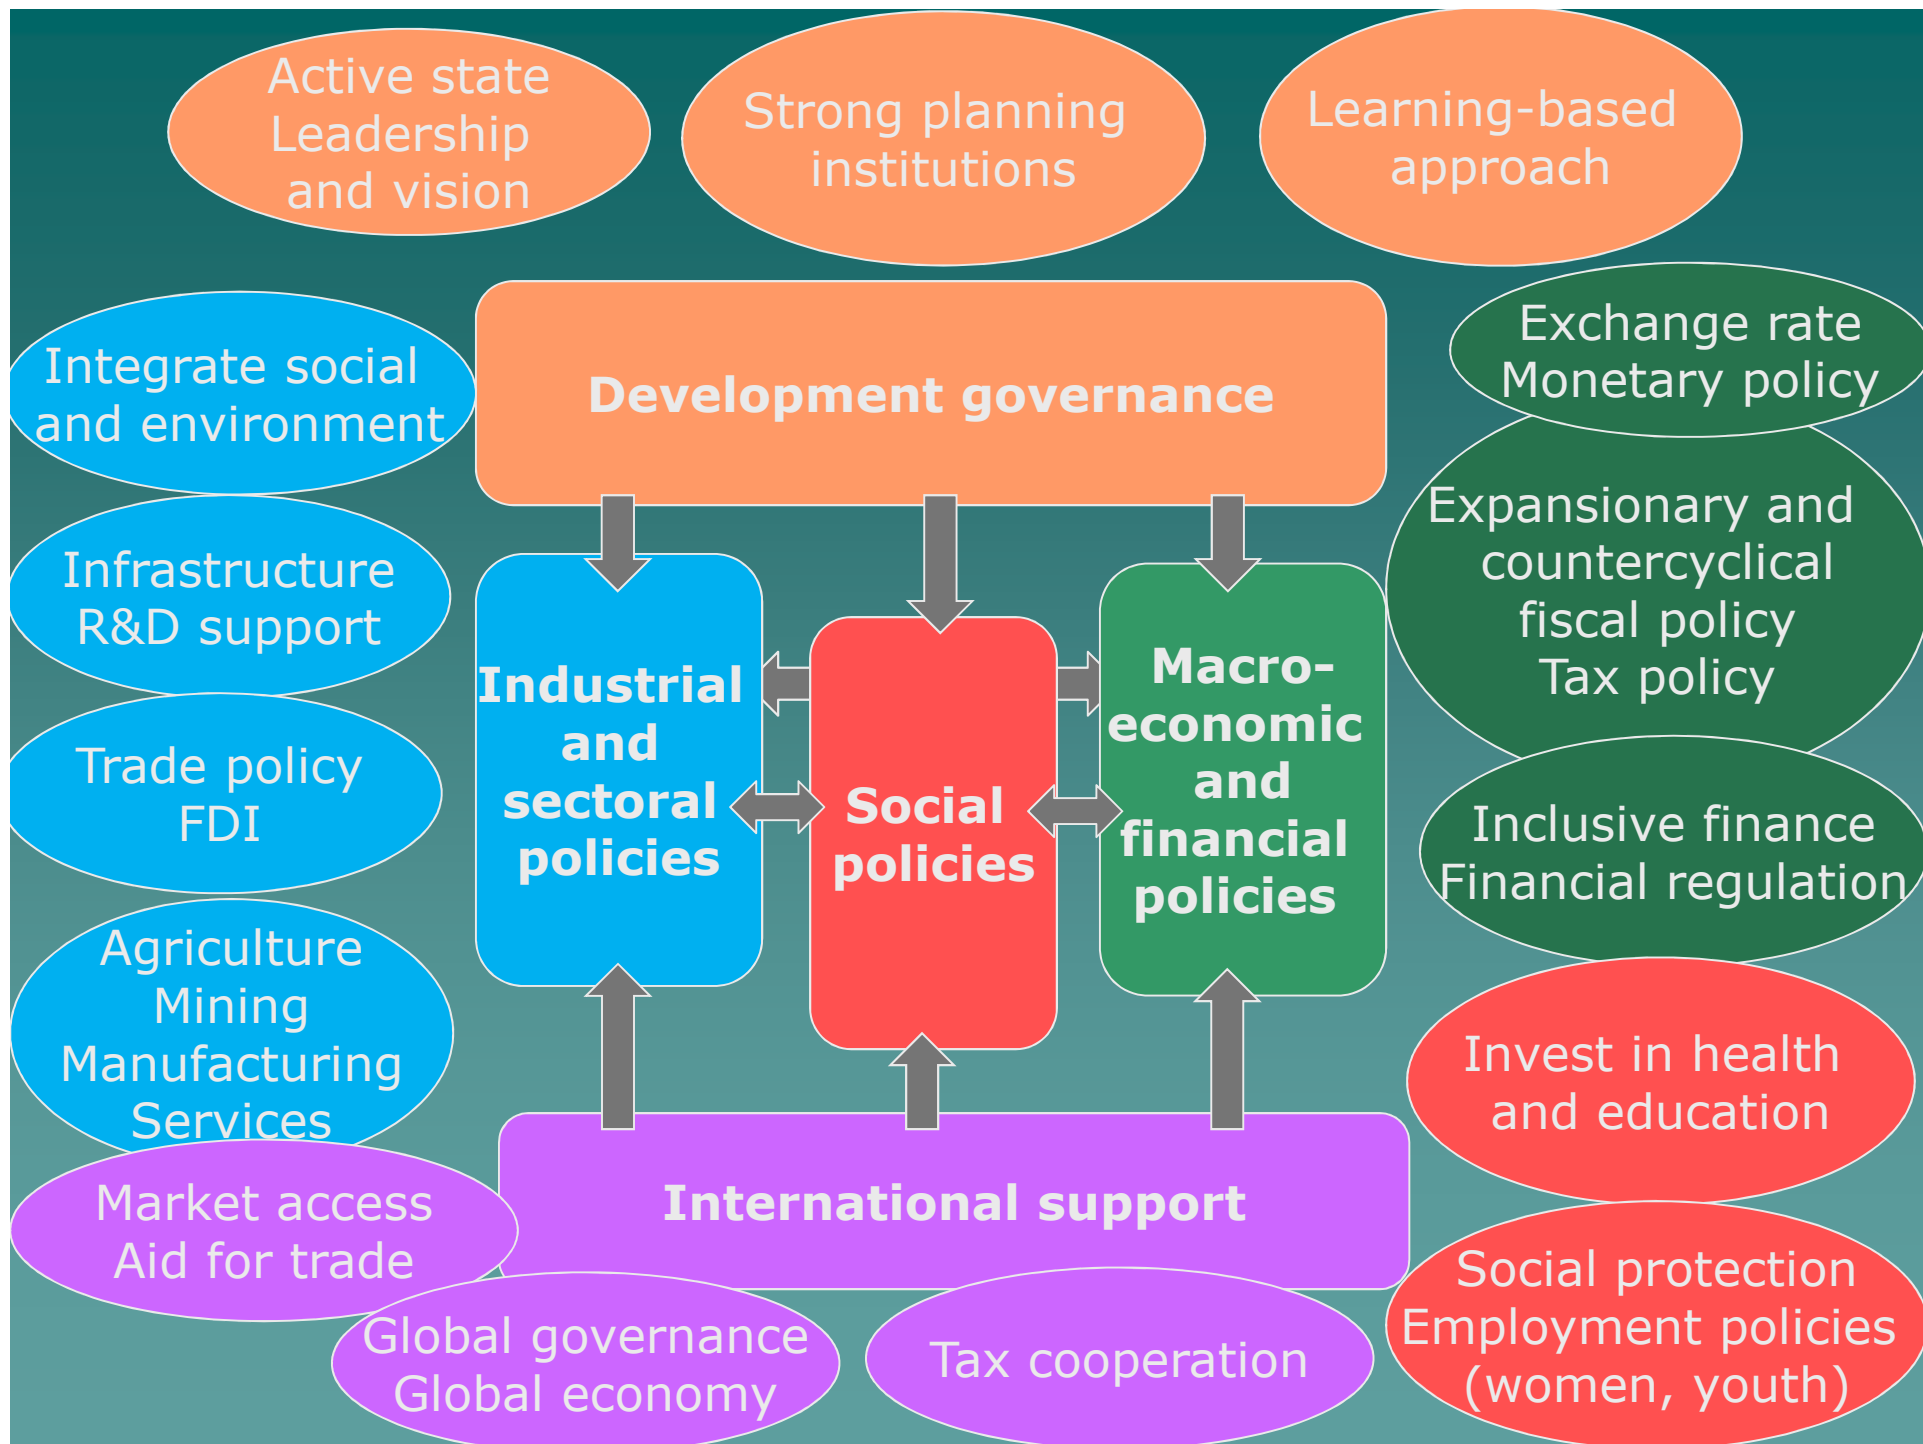 Active state
Leadership
and vision
Strong planning
institutions
Learning-based
approach
Integrate social
and environment
Development governance
Exchange rate
Monetary policy
Infrastructure
R&D support
Expansionary and
countercyclical
fiscal policy
Tax policy
Industrial
and
sectoral
policies
Social
policies
Macro-
economic
and
financial
policies
Trade policy
FDI
Inclusive finance
Financial regulation
Agriculture
Mining
Manufacturing
Services
Invest in health
and education
Market access
Aid for trade
International support
Global governance
Global economy
Tax cooperation
Social protection
Employment policies
(women, youth)